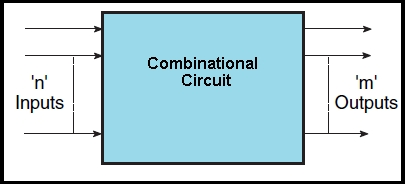 Combinational
Circuit
'n'
Inputs
'm'
Outputs